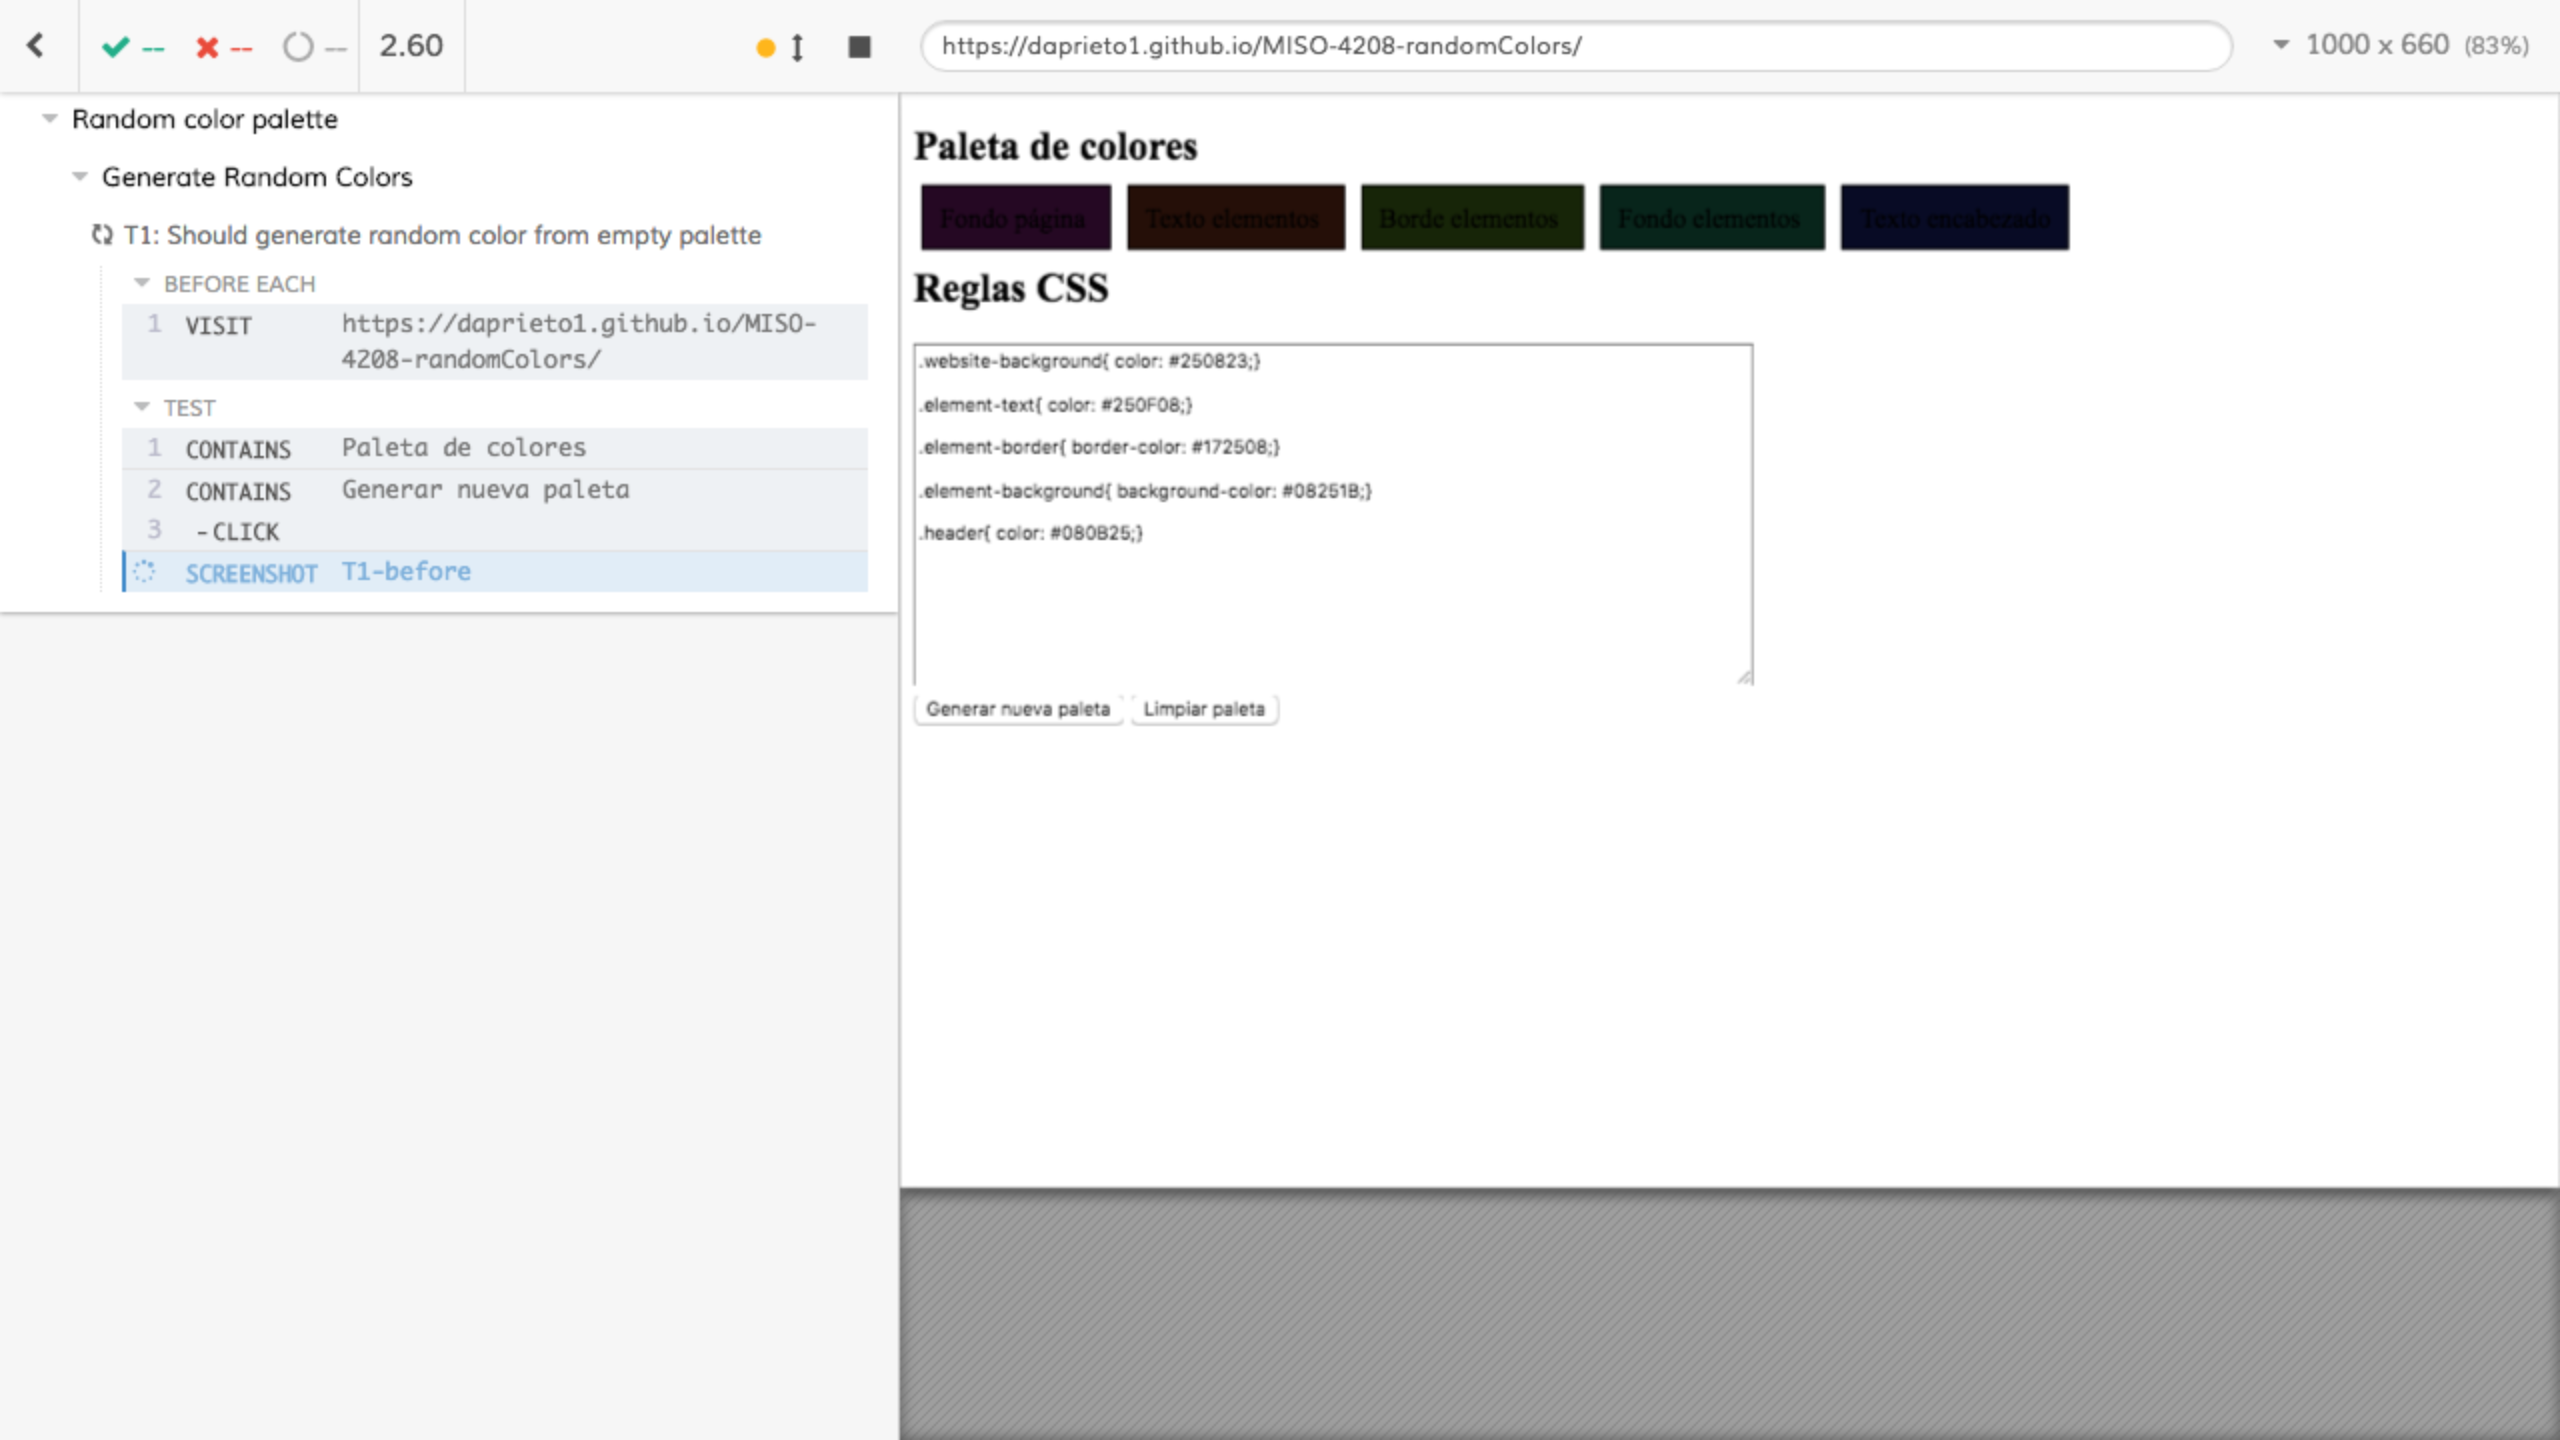 -- -- -- 2.60
https://daprieto1.github.io/MISO-4208-randomColors/
1000 x 660 (83%)
Random color palette
Generate Random Colors
T1: Should generate random color from empty palette
BEFORE EACH
1 VISIT https://daprieto1.github.io/MISO-
4208-randomColors/
TEST
1 CONTAINS Paleta de colores
2 CONTAINS Generar nueva paleta
3 -CLICK
SCREENSHOT T1-before
Paleta de colores
Fondo página Texto elementos Borde elementos Fondo elementos Texto encabezado
Reglas CSS
.website-background{ color: #250823;}
.element-text{ color: #250F08;}
.element-border{ border-color: #172508;}
.element-background{ background-color: #08251B;}
.header{ color: #080B25;}
Generar nueva paleta Limpiar paleta